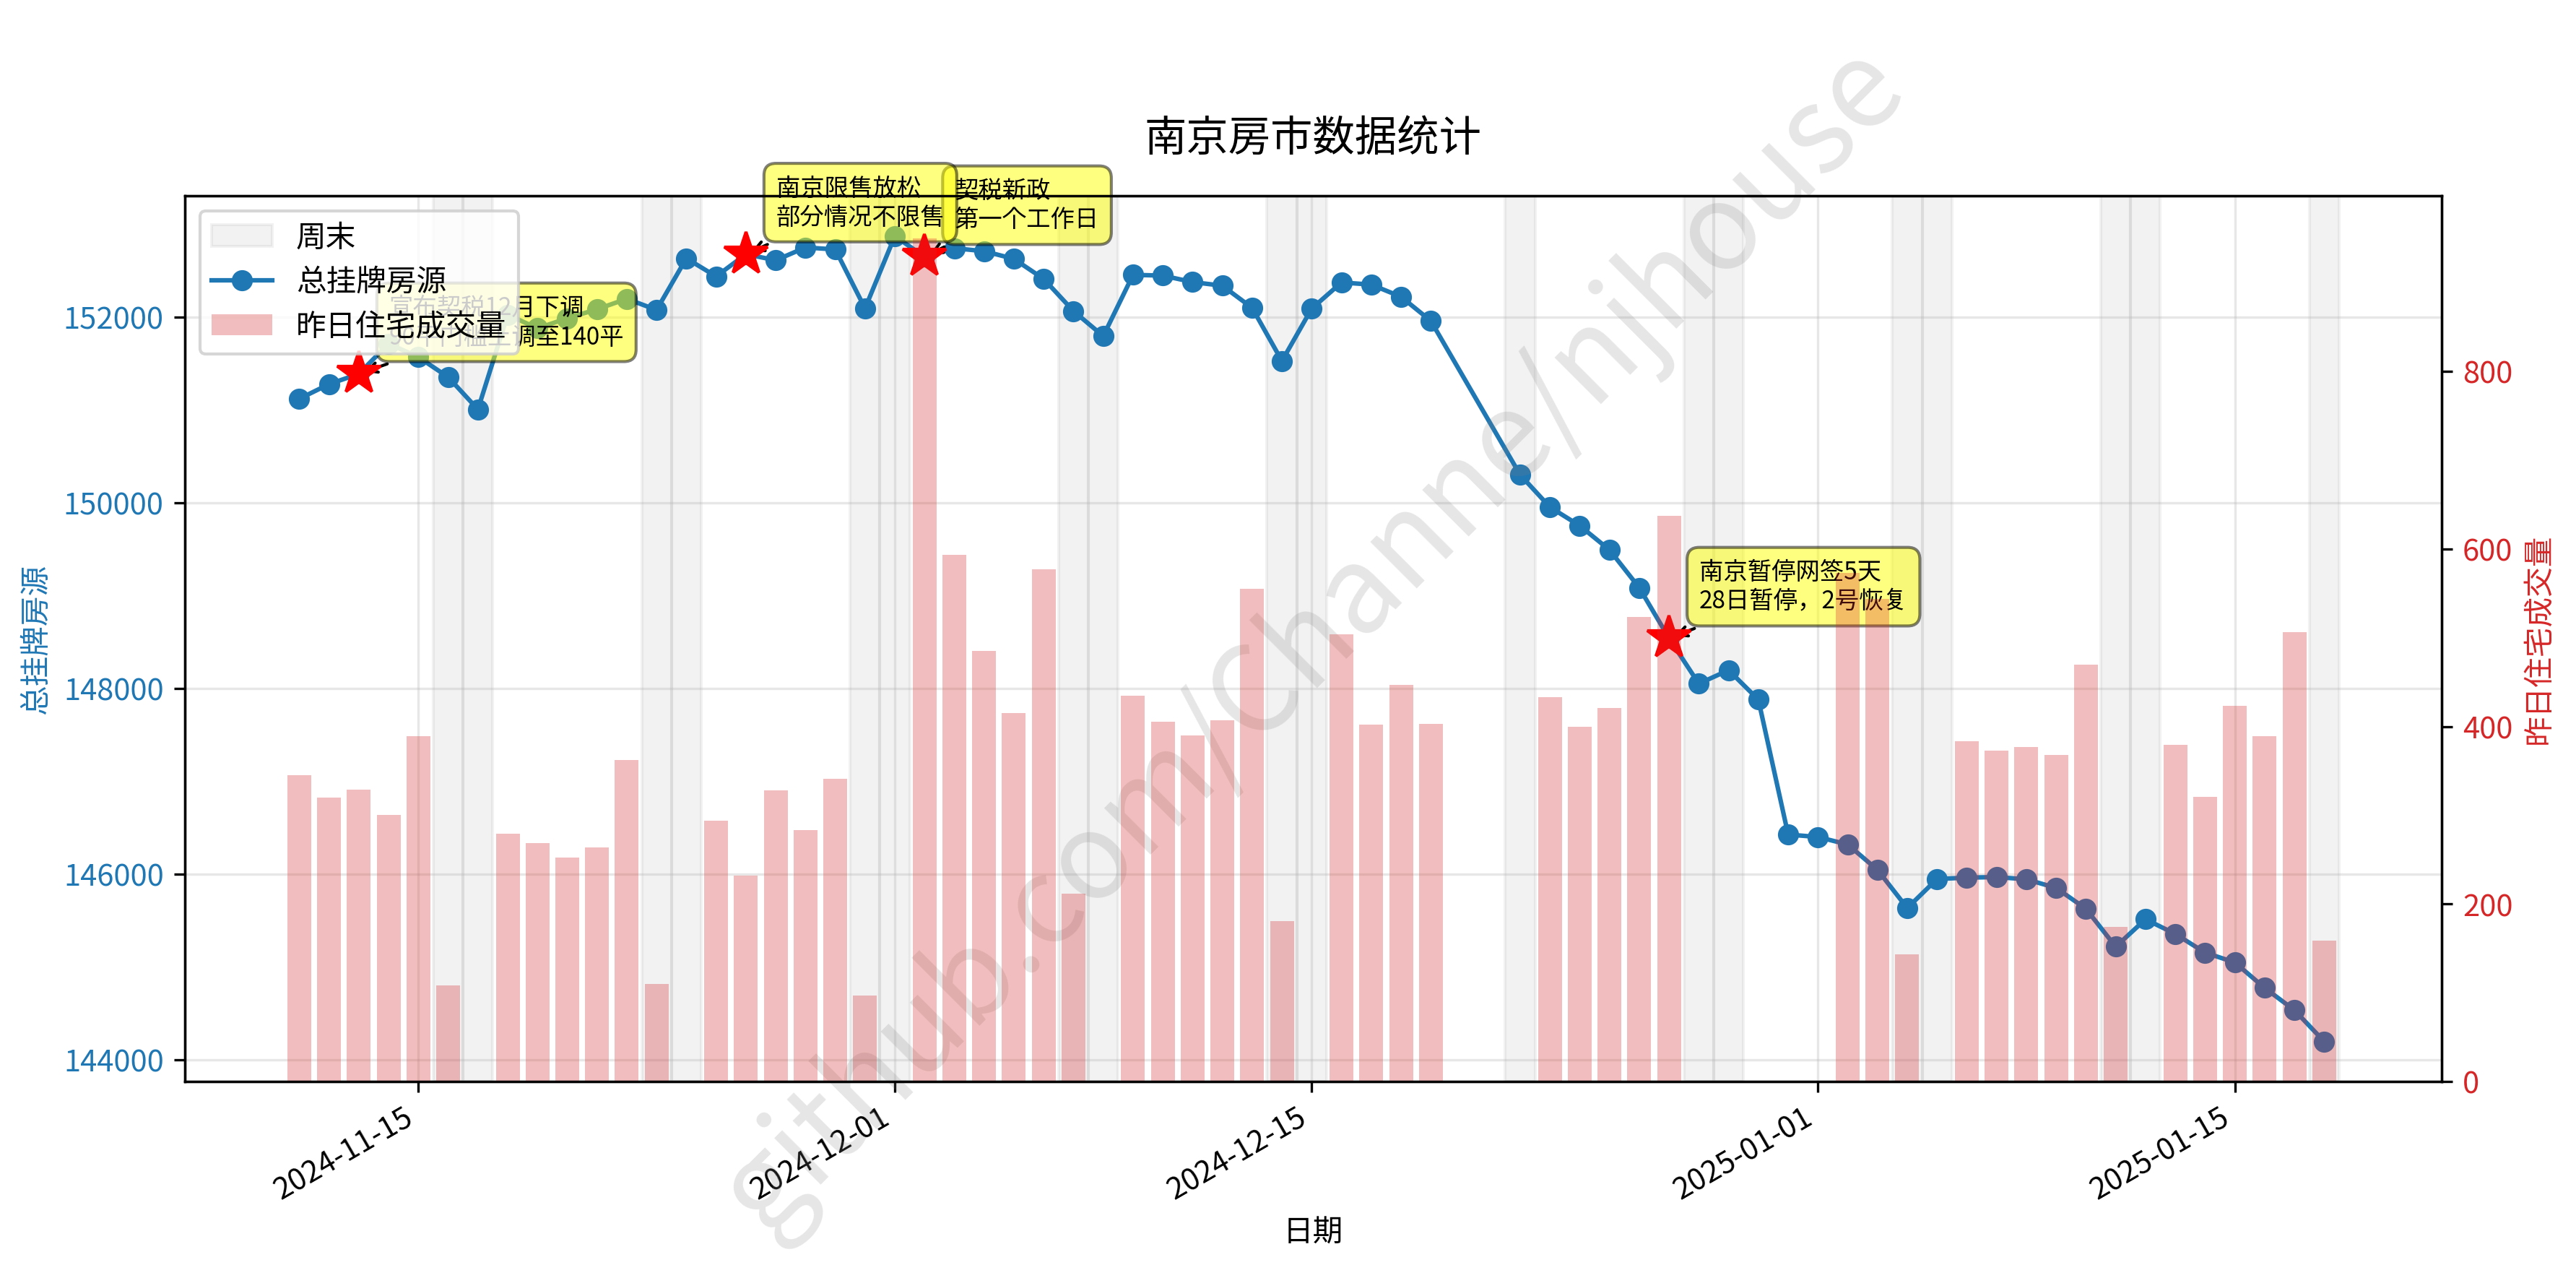 南京房市数据统计
南京限售放松
部分情况不限售
契税新政
第一个工作日
周末
总挂牌房源
昨日住宅成交量
宣布契税12月下调
调至140平
南京暂停网签5天
28日暂停，2号恢复
152000
150000
148000
146000
144000
总挂牌房源
800
600
400
200
0
昨日住宅成交量
2024-11-15
2024-12-01
2024-12-15
2025-01-01
2025-01-15
日期
github.com/Channe/njhouse